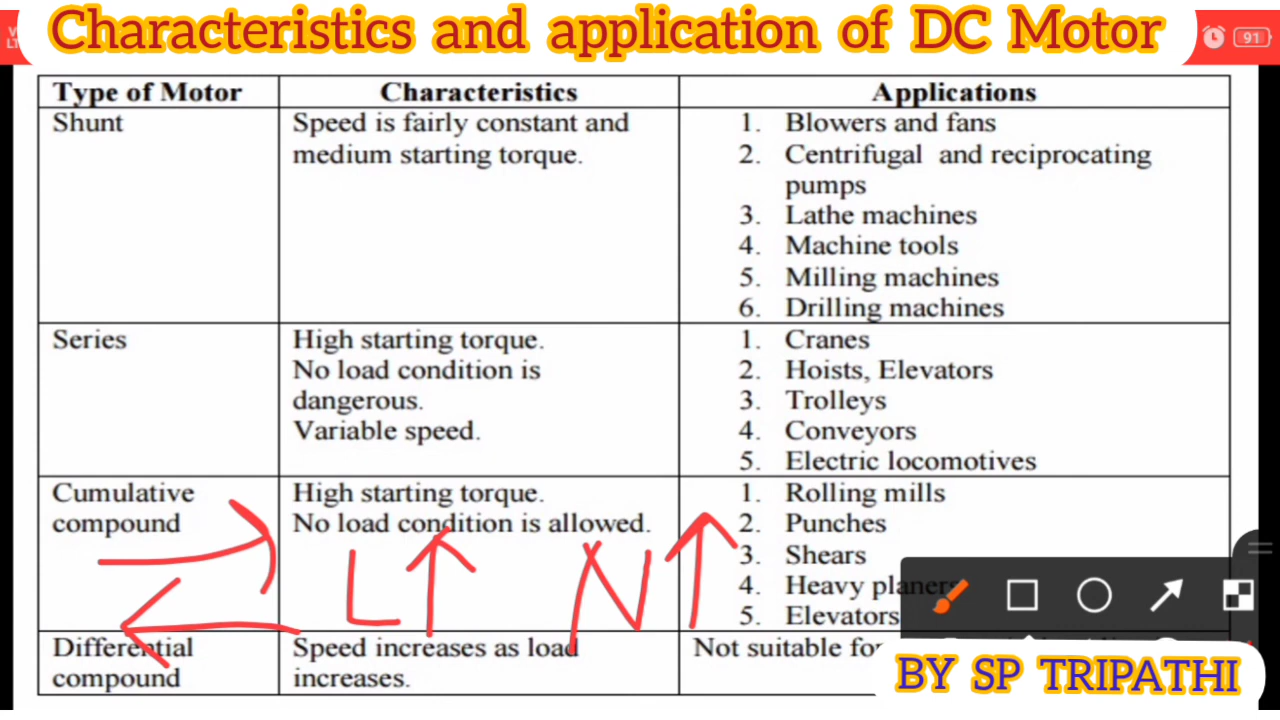 Characteristics and application of DC Motor
91
Type of Motor
Characteristics
Applications
Shunt
Speed is fairly constant and
medium starting torque.
1. Blowers and fans
2. Centrifugal and reciprocating
pumps
3. Lathe machines
4. Machine tools
5. Milling machines
6. Drilling machines
Series
High starting torque.
No load condition is
dangerous.
Variable speed.
1. Cranes
2. Hoists, Elevators
3. Trolleys
4. Conveyors
5. Electric locomotives
Cumulative
compound
High starting torque.
No load condition is allowed.
1. Rolling mills
2. Punches
3. Shears
4. Heavy planers
5. Elevators
L↑ N↑
Differential
compound
Speed increases as load
increases.
Not suitable for
BY SP TRIPATHI